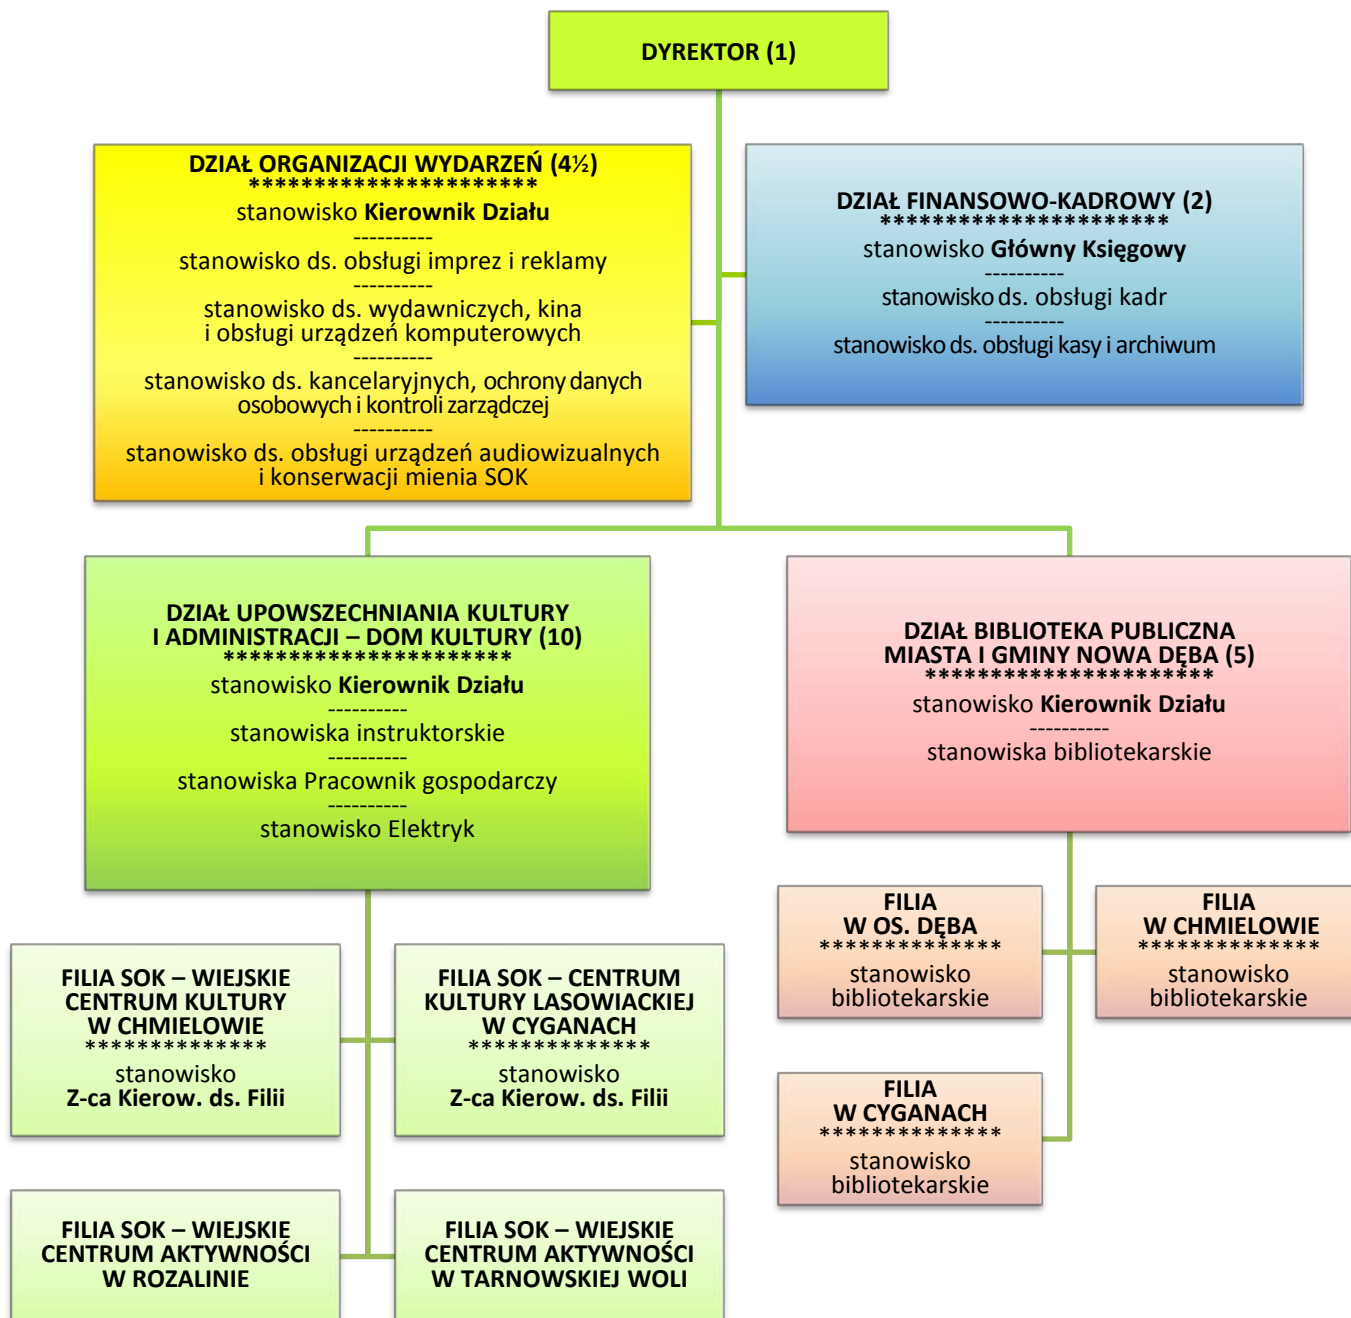 DYREKTOR (1)
DZIAŁ ORGANIZACJI WYDARZEŃ (4½)
**********************
stanowisko Kierownik Działu
----------
stanowisko ds. obsługi imprez i reklamy
----------
stanowisko ds. wydawniczych, kina
i obsługi urządzeń komputerowych
----------
stanowisko ds. kancelaryjnych, ochrony danych
osobowych i kontroli zarządczej
----------
stanowisko ds. obsługi urządzeń audiowizualnych
i konserwacji mienia SOK
DZIAŁ FINANSOWO-KADROWY (2)
**********************
stanowisko Główny Księgowy
----------
stanowisko ds. obsługi kadr
----------
stanowisko ds. obsługi kasy i archiwum
DZIAŁ UPOWSZECHNIANIA KULTURY
I ADMINISTRACJI – DOM KULTURY (10)
**********************
stanowisko Kierownik Działu
----------
stanowiska instruktorskie
----------
stanowiska Pracownik gospodarczy
----------
stanowisko Elektryk
DZIAŁ BIBLIOTEKA PUBLICZNA
MIASTA I GMINY NOWA DĘBA (5)
**********************
stanowisko Kierownik Działu
----------
stanowiska bibliotekarskie
FILIA SOK – WIEJSKIE
CENTRUM KULTURY
W CHMIELOWIE
**************
stanowisko
Z-ca Kierow. ds. Filii
FILIA SOK – CENTRUM
KULTURY LASOWIACKIEJ
W CYGANACH
**************
stanowisko
Z-ca Kierow. ds. Filii
FILIA SOK – WIEJSKIE
CENTRUM AKTYWNOŚCI
W ROZALINIE
FILIA SOK – WIEJSKIE
CENTRUM AKTYWNOŚCI
W TARNOWSKIEJ WOLI
FILIA
W OS. DĘBA
**************
stanowisko
bibliotekarskie
FILIA
W CHMIELOWIE
**************
stanowisko
bibliotekarskie
FILIA
W CYGANACH
**************
stanowisko
bibliotekarskie